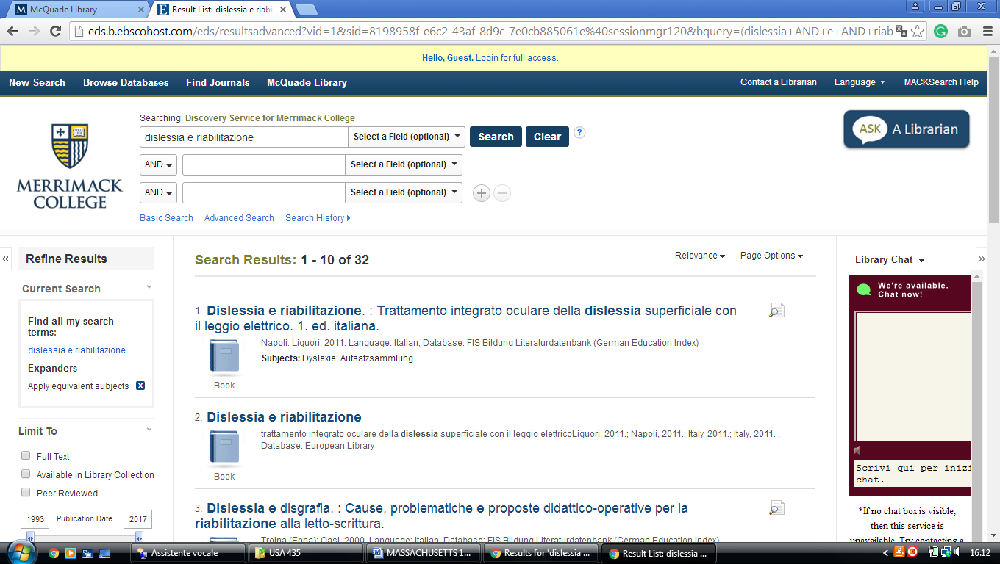 McQuade Library
Result List: dislessia e riabi
eds.b.ebscohost.com/eds/resultsadvanced?vid=1&sid=8198958f-e6c2-43af-8d9c-7e0cb885061e%40sessionmgr120&bquery=(dislessia+AND+e+AND+riab
Hello, Guest. Login for full access.
New Search Browse Databases Find Journals McQuade Library Contact a Librarian Language MACKSearch Help
Searching: Discovery Service for Merrimack College
dislessia e riabilitazione Select a Field (optional) Search Clear ?
ASK A Librarian
AND Select a Field (optional)
AND Select a Field (optional)
MERRIMACK
COLLEGE
Basic Search Advanced Search Search History
Refine Results
Current Search
Find all my search
terms:
dislessia e riabilitazione
Expanders
Apply equivalent subjects x
Limit To
Full Text
Available in Library Collection
Peer Reviewed
1993 Publication Date 2017
Search Results: 1 - 10 of 32
Relevance Page Options
1. Dislessia e riabilitazione. : Trattamento integrato oculare della dislessia superficiale con
il leggio elettrico. 1. ed. italiana.
Napoli: Liguori, 2011. Language: Italian, Database: FIS Bildung Literaturdatenbank (German Education Index)
Subjects: Dyslexie; Aufsatzsammlung
Book
2. Dislessia e riabilitazione
trattamento integrato oculare della dislessia superficiale con il leggio elettricoLiguori, 2011.; Napoli, 2011.; Italy, 2011.; Italy, 2011. ,
Database: European Library
Book
3. Dislessia e disgrafia. : Cause, problematiche e proposte didattico-operative per la
riabilitazione alla letto-scrittura.
Troina (Enna): Oasi, 2000. Language: Italian, Database: FIS Bildung Literaturdatenbank (German Education Index)
Library Chat
We're available.
Chat now!
Scrivi qui per inizi
chat.
*If no chat box is visible,
then this service is
unavailable. Try contacting a
Assistente vocale
USA 435
MASSACHUSETTS 1...
Results for 'dislessia ...
Result List: dislessia ...
16.12